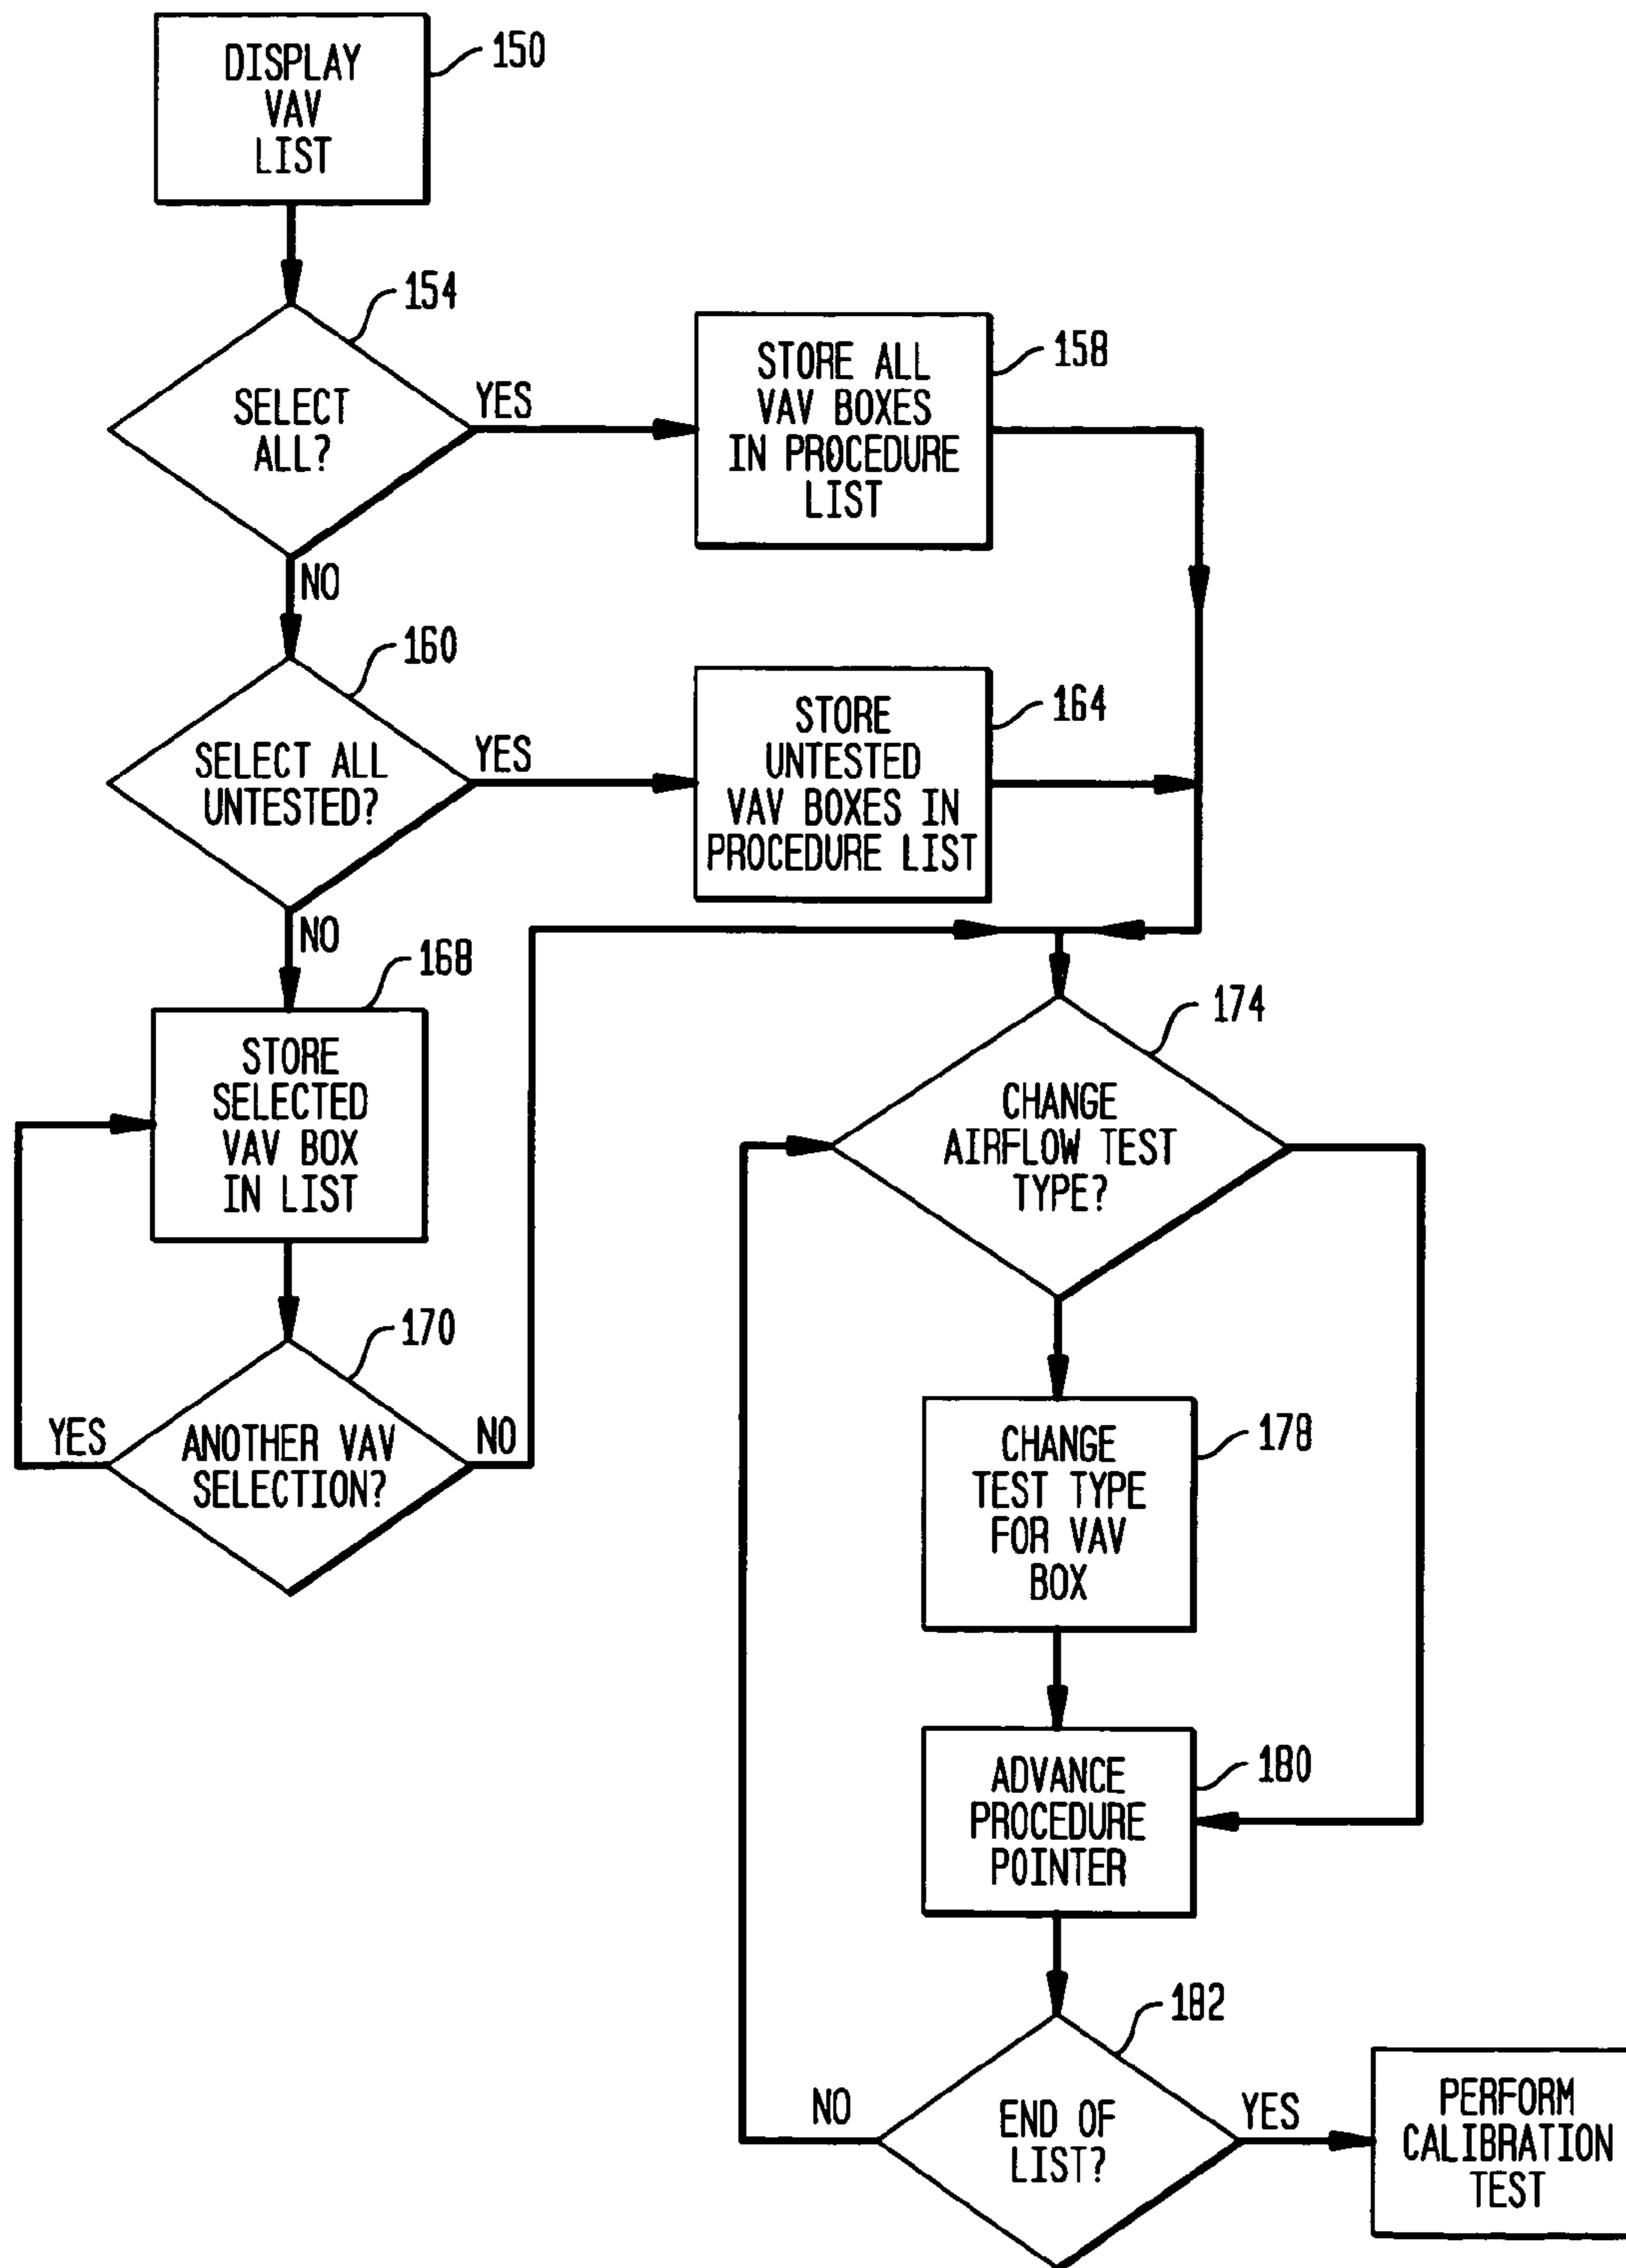 DISPLAY
VAV
LIST
150
154
SELECT
ALL?
YES
NO
STORE ALL
VAV BOXES
IN PROCEDURE
LIST
158
160
SELECT ALL
UNTESTED?
YES
NO
STORE
UNTESTED
VAV BOXES IN
PROCEDURE LIST
164
168
STORE
SELECTED
VAV BOX
IN LIST
170
ANOTHER VAV
SELECTION?
YES
NO
174
CHANGE
AIRFLOW TEST
TYPE?
CHANGE
TEST TYPE
FOR VAV
BOX
178
ADVANCE
PROCEDURE
POINTER
180
182
END OF
LIST?
NO
YES
PERFORM
CALIBRATION
TEST